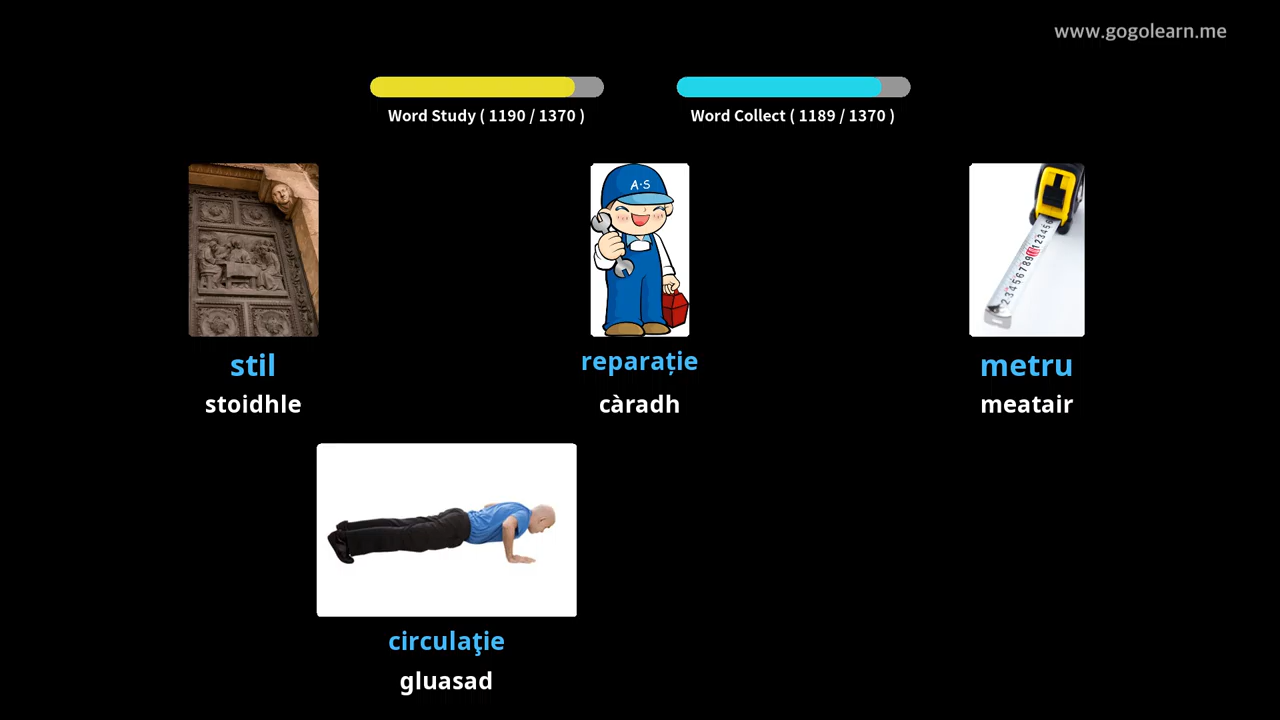 www.gogolearn.me
Word Study ( 1190 / 1370 )
Word Collect ( 1189 / 1370 )
A·S
stil
stoidhle
reparație
càradh
metru
meatair
circulaţie
gluasad